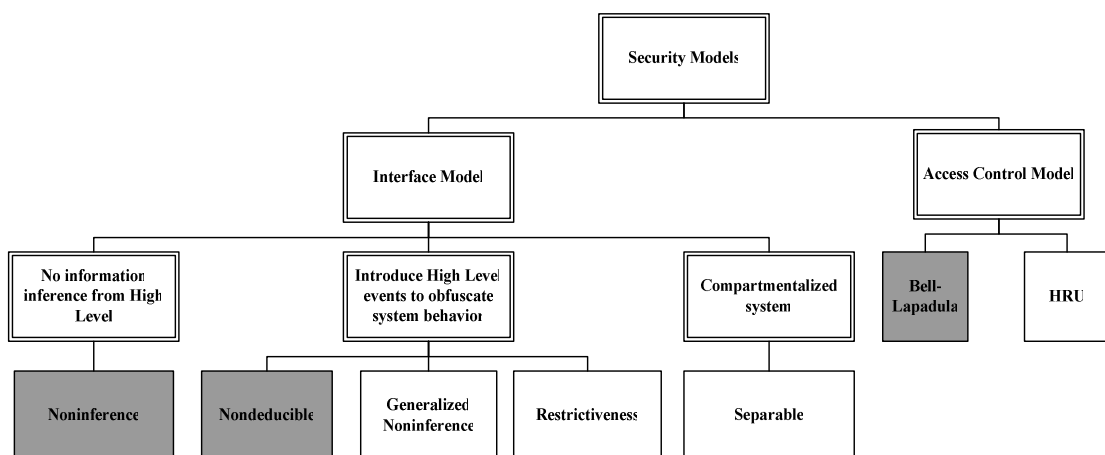 Security Models
Interface Model
Access Control Model
No information
inference from High
Level
Introduce High Level
events to obfuscate
system behavior
Compartmentalized
system
Bell-
Lapadula
HRU
Noninference
Nondeducible
Generalized
Noninference
Restrictiveness
Separable